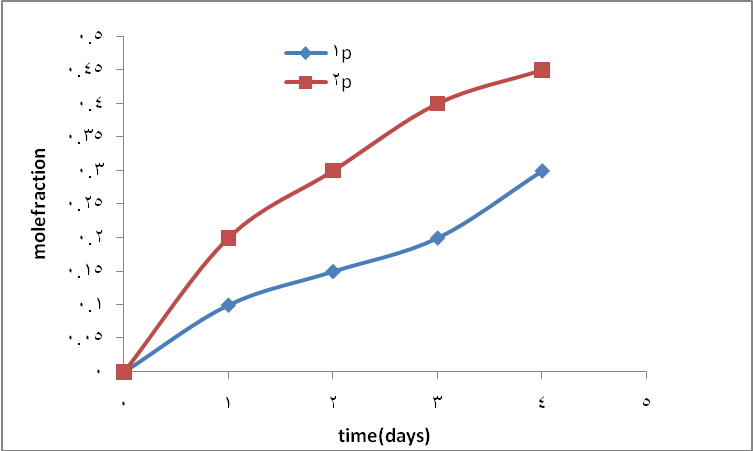 ٠.٥
٠.٤٥
٠.٤
٠.٣٥
٠.٣
٠.٢٥
٠.٢
٠.١٥
٠.١
٠.٠٥
٠
molefraction
١p
٢p
٠ ١ ٢ ٣ ٤ ٥
time(days)